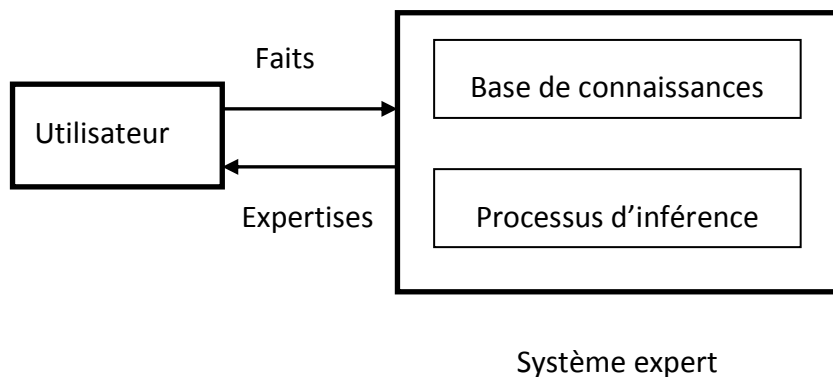 Faits
Base de connaissances
Utilisateur
Expertises
Processus d’inférence
Système expert